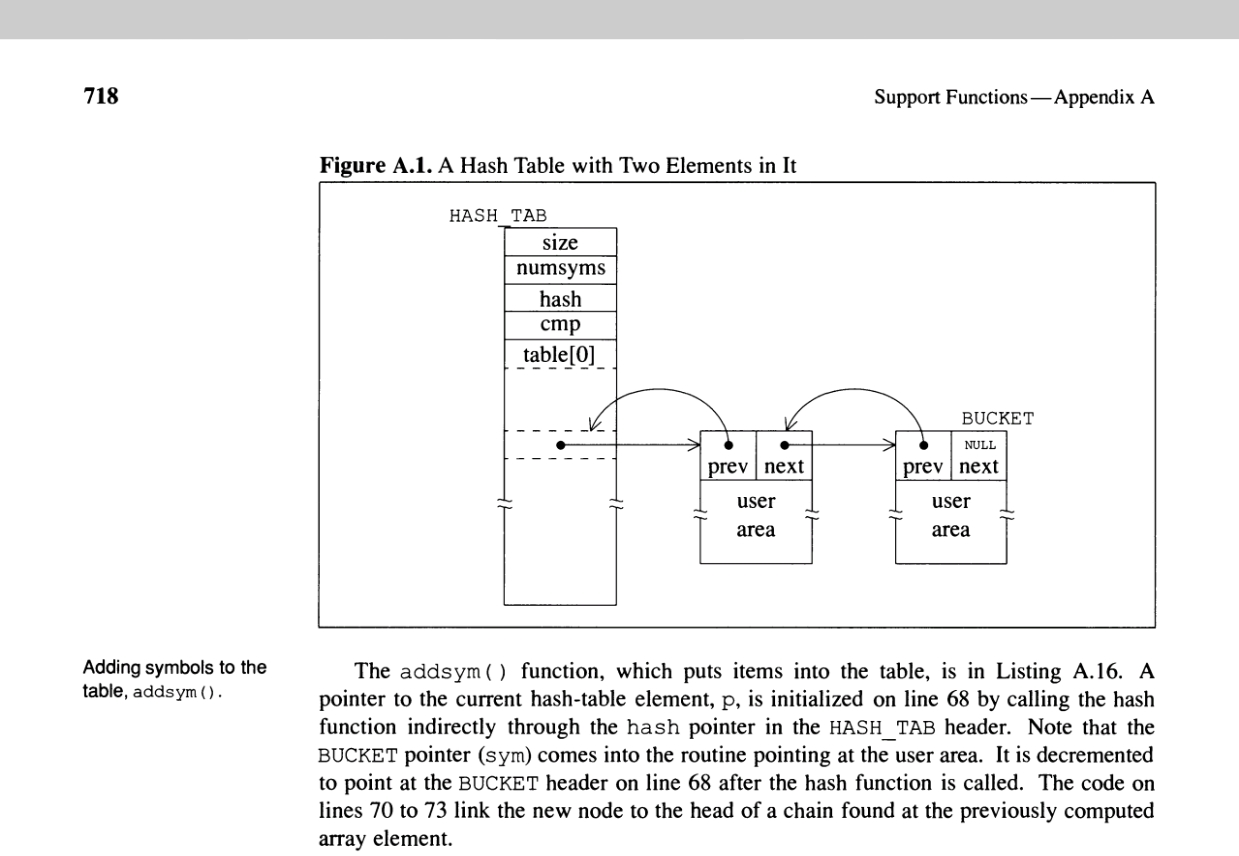 718
Support Functions—Appendix A
Figure A.1. A Hash Table with Two Elements in It
HASH_TAB
size
numsyms
hash
cmp
table[0]
BUCKET
NULL
prev next
prev next
user
area
user
area
Adding symbols to the
table, addsym().
The addsym() function, which puts items into the table, is in Listing A.16. A
pointer to the current hash-table element, p, is initialized on line 68 by calling the hash
function indirectly through the hash pointer in the HASH_TAB header. Note that the
BUCKET pointer (sym) comes into the routine pointing at the user area. It is decremented
to point at the BUCKET header on line 68 after the hash function is called. The code on
lines 70 to 73 link the new node to the head of a chain found at the previously computed
array element.